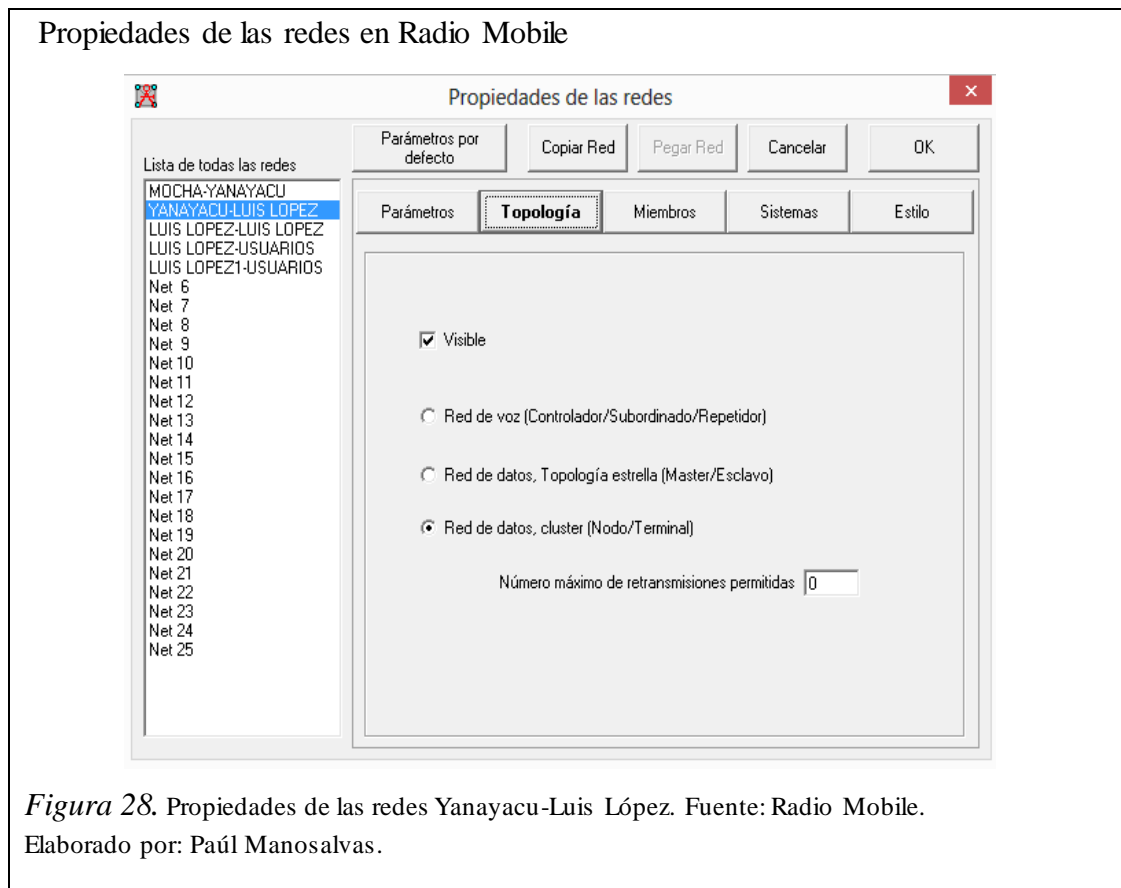 Propiedades de las redes en Radio Mobile
Propiedades de las redes
Lista de todas las redes
Parámetros por
defecto
Copiar Red
Pegar Red
Cancelar
OK
MOCHA-YANAYACU
YANAYACU-LUIS LOPEZ
LUIS LOPEZ-LUIS LOPEZ
LUIS LOPEZ-USUARIOS
LUIS LOPEZ1-USUARIOS
Net 6
Net 7
Net 8
Net 9
Net 10
Net 11
Net 12
Net 13
Net 14
Net 15
Net 16
Net 17
Net 18
Net 19
Net 20
Net 21
Net 22
Net 23
Net 24
Net 25
Parámetros
Topología
Miembros
Sistemas
Estilo
Visible
Red de voz (Controlador/Subordinado/Repetidor)
Red de datos, Topología estrella (Master/Esclavo)
Red de datos, cluster (Nodo/Terminal)
Número máximo de retransmisiones permitidas 0
Figura 28. Propiedades de las redes Yanayacu-Luis López. Fuente: Radio Mobile.
Elaborado por: Paúl Manosalvas.